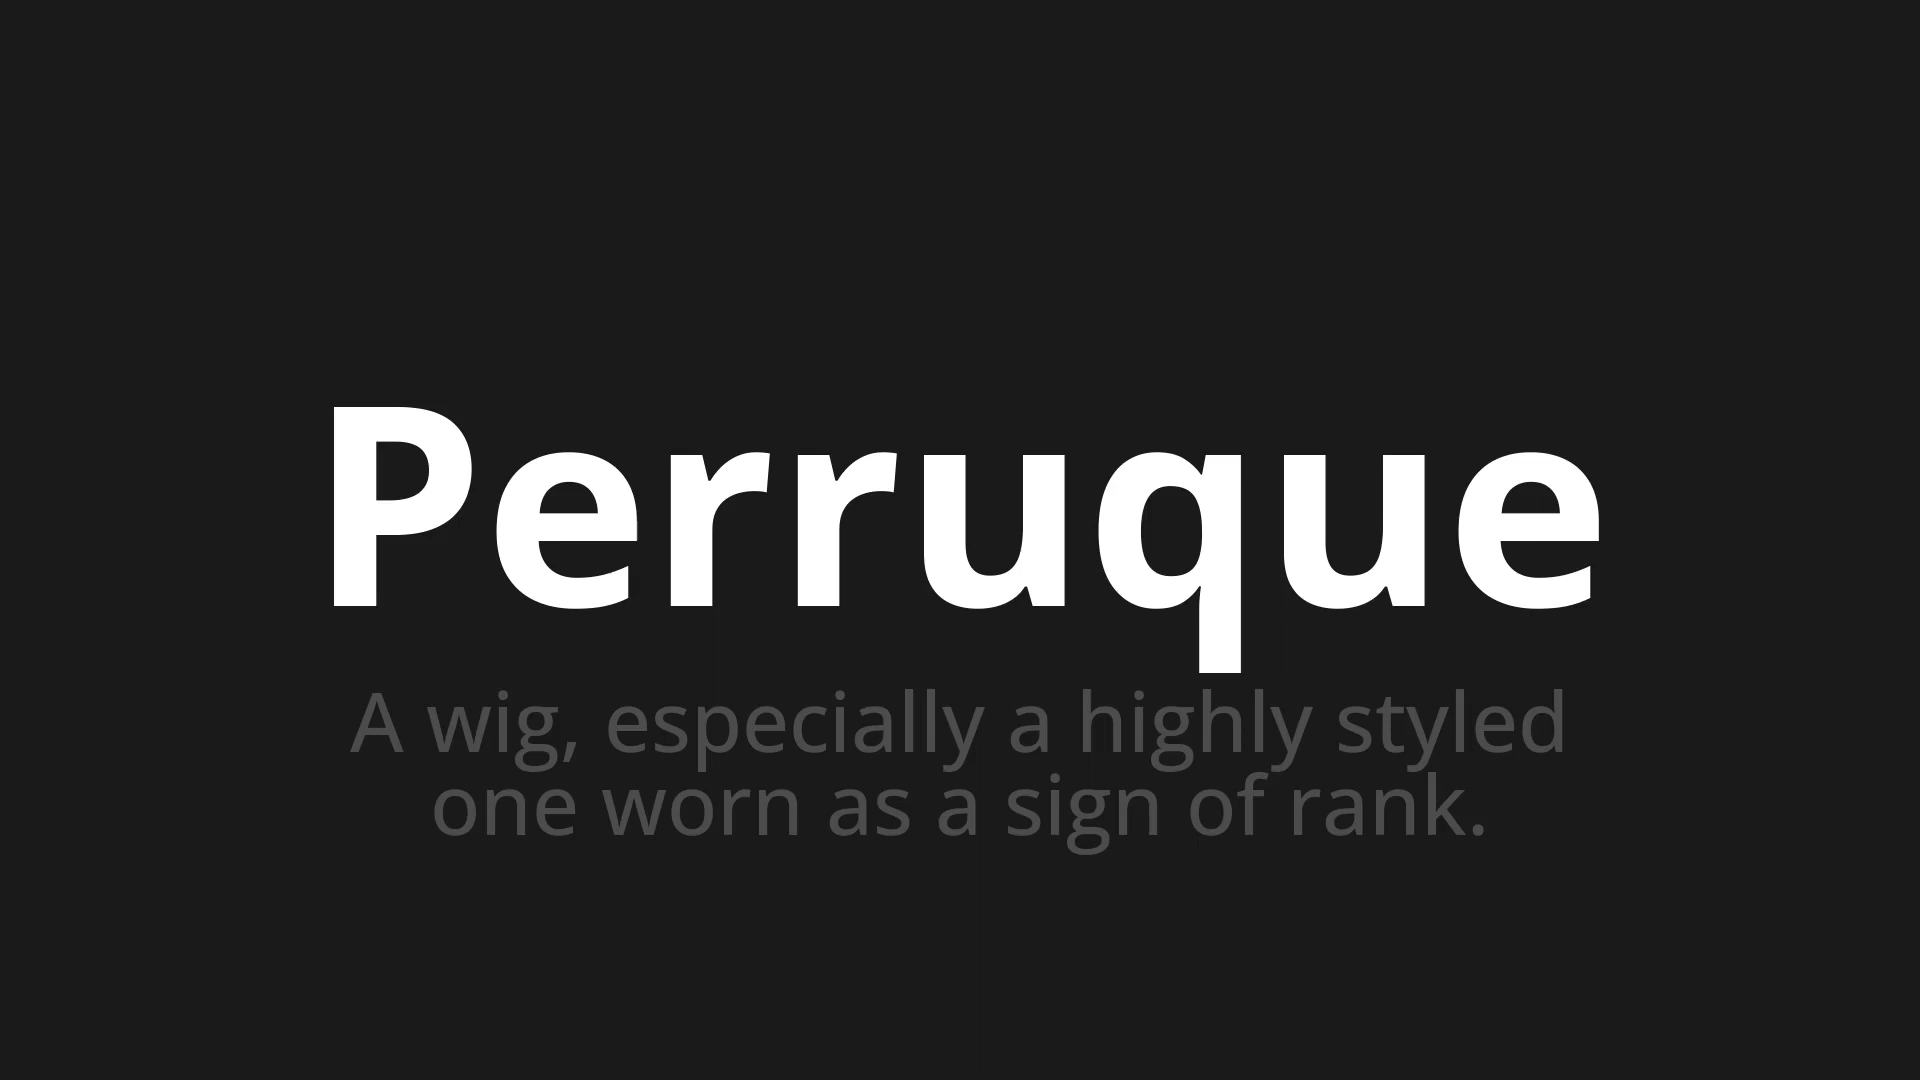 Perruque
A wig, especially a highly styled
one worn as a sign of rank.